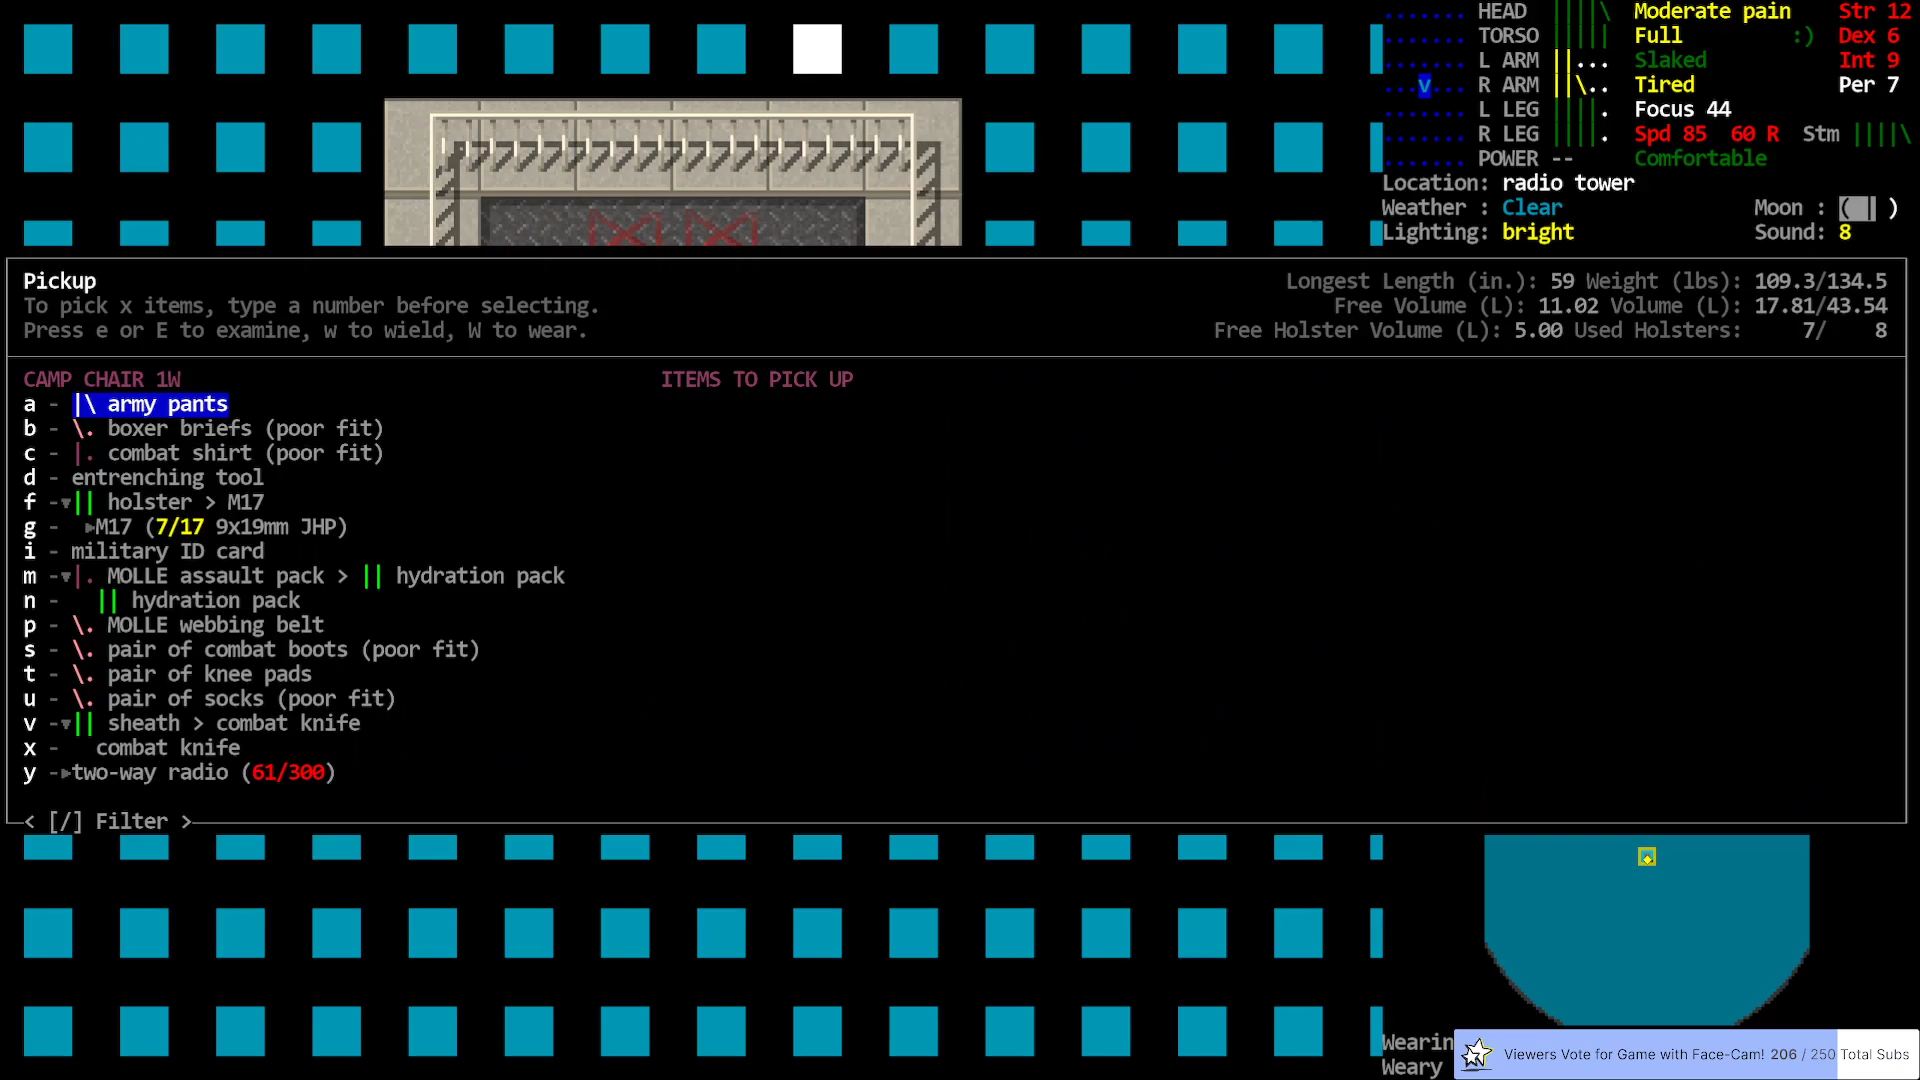 HEAD ||||\ Moderate pain Str 12
TORSO ||||| Full :) Dex 6
L ARM ||... Slaked Int 9
...v... R ARM ||\.. Tired Per 7
L LEG ||||. Focus 44
R LEG ||||. Spd 85 60 R Stm ||||\
POWER -- Comfortable
Location: radio tower
Weather : Clear Moon : ( | )
Lighting: bright Sound: 8
Pickup Longest Length (in.): 59 Weight (lbs): 109.3/134.5
To pick x items, type a number before selecting. Free Volume (L): 11.02 Volume (L): 17.81/43.54
Press e or E to examine, w to wield, W to wear. Free Holster Volume (L): 5.00 Used Holsters: 7/ 8
CAMP CHAIR 1W ITEMS TO PICK UP
a - |\ army pants
b - \. boxer briefs (poor fit)
c - |. combat shirt (poor fit)
d - entrenching tool
f -▾|| holster > M17
g - ▸M17 (7/17 9x19mm JHP)
i - military ID card
m -▾|. MOLLE assault pack > || hydration pack
n - || hydration pack
p - \. MOLLE webbing belt
s - \. pair of combat boots (poor fit)
t - \. pair of knee pads
u - \. pair of socks (poor fit)
v -▾|| sheath > combat knife
x - combat knife
y -▸two-way radio (61/300)
< [/] Filter >
Wearin
Weary
Viewers Vote for Game with Face-Cam! 206 / 250 Total Subs